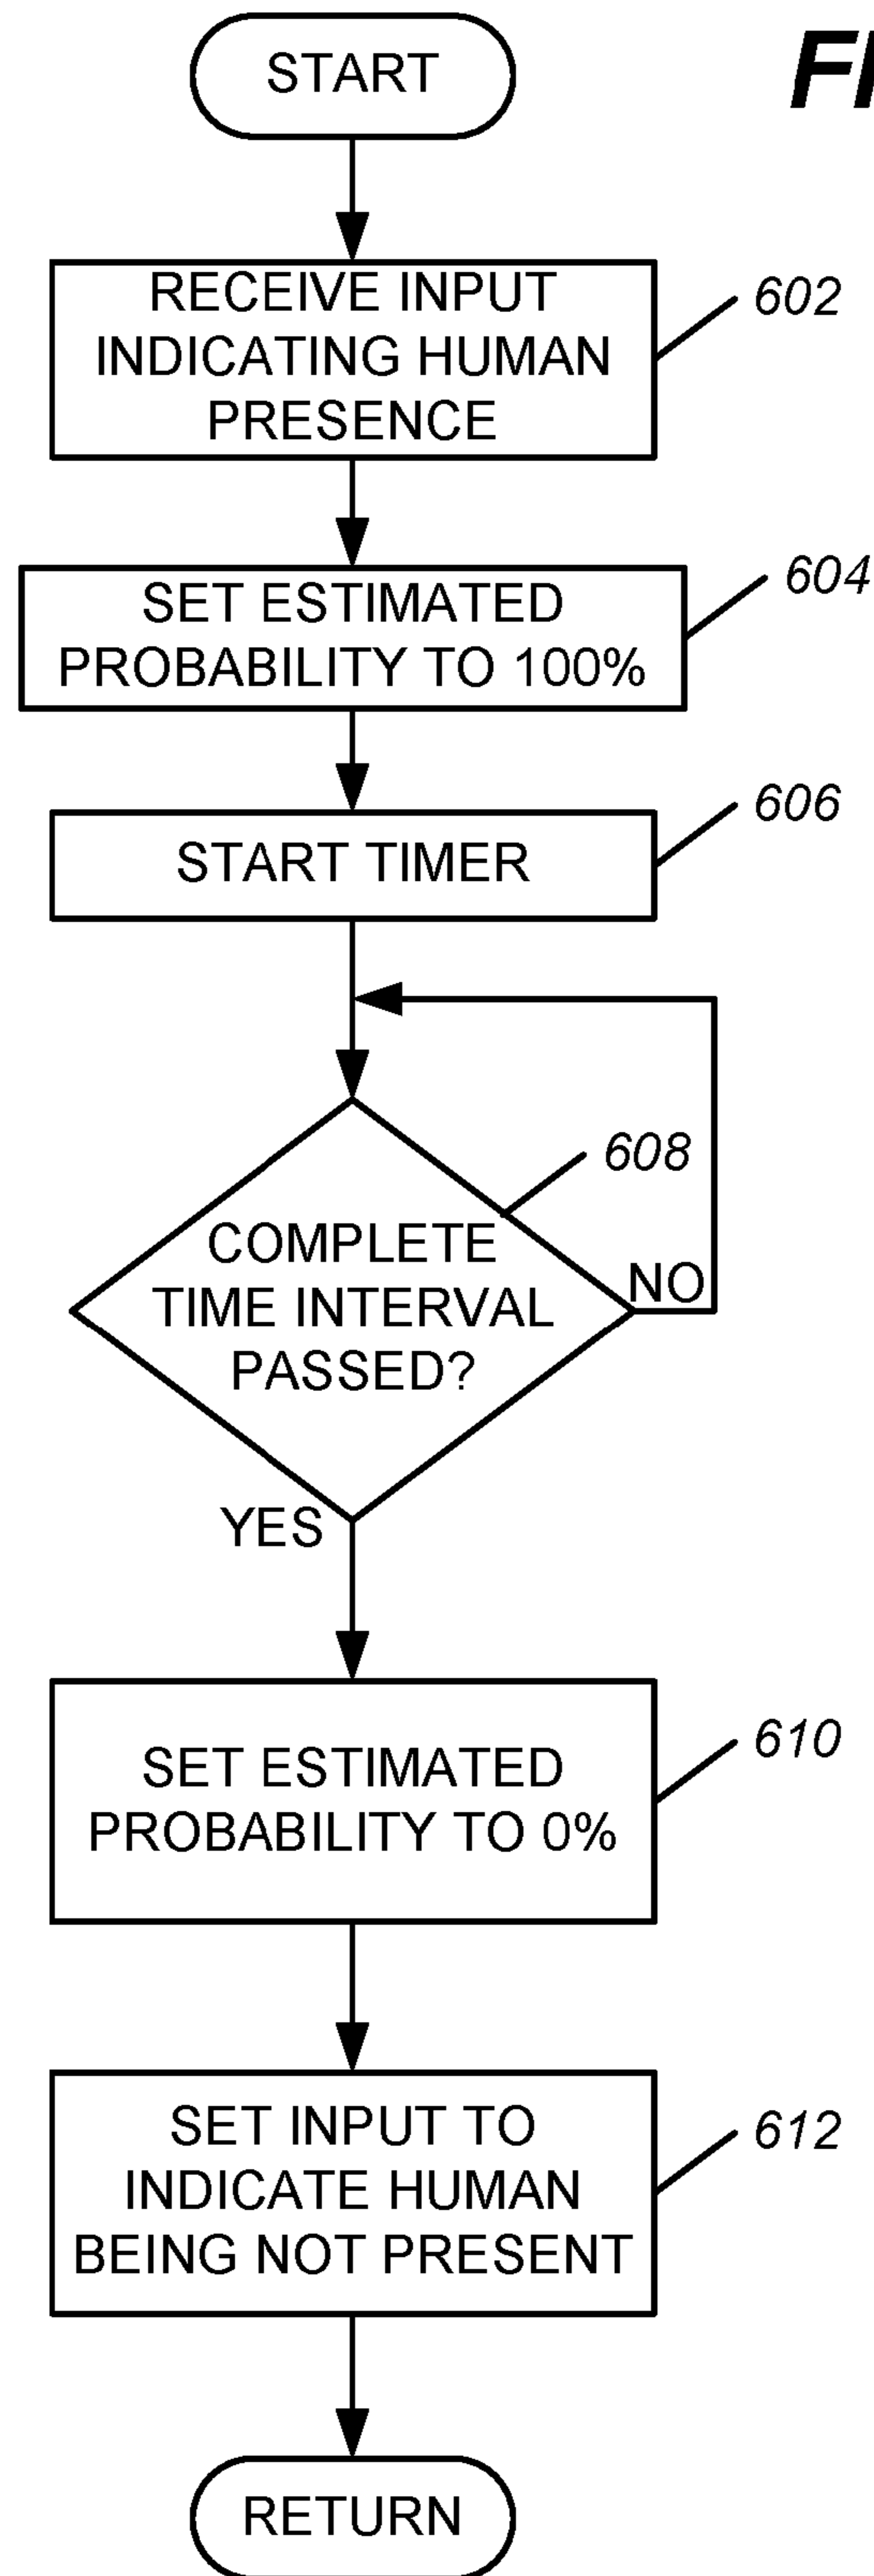 START
RECEIVE INPUT
INDICATING HUMAN
PRESENCE
602
SET ESTIMATED
PROBABILITY TO 100%
604
START TIMER
606
608
COMPLETE
TIME INTERVAL
PASSED?
NO
YES
SET ESTIMATED
PROBABILITY TO 0%
610
SET INPUT TO
INDICATE HUMAN
BEING NOT PRESENT
612
RETURN